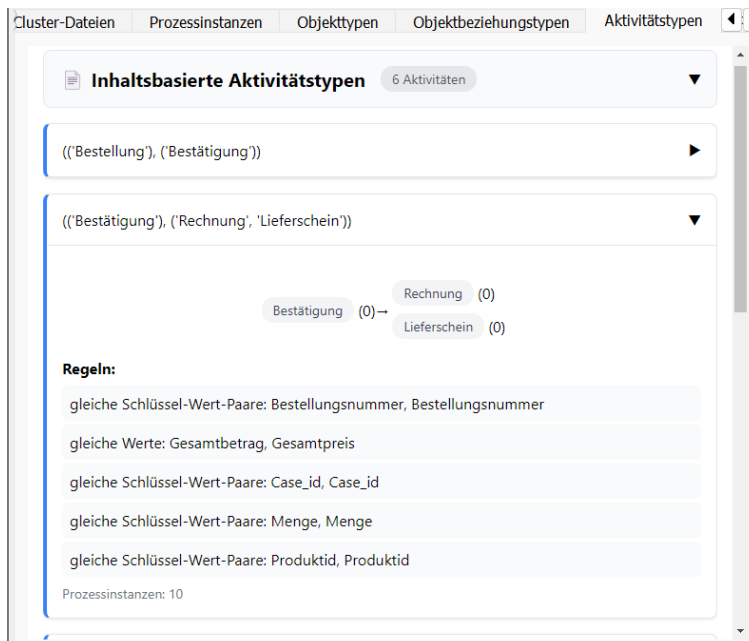 Cluster-Dateien Prozessinstanzen Objekttypen Objektbeziehungstypen Aktivitätstypen
Inhaltsbasierte Aktivitätstypen 6 Aktivitäten
(('Bestellung'), ('Bestätigung'))
(('Bestätigung'), ('Rechnung', 'Lieferschein'))
Rechnung (0)
Bestätigung (0)→
Lieferschein (0)
Regeln:
gleiche Schlüssel-Wert-Paare: Bestellungsnummer, Bestellungsnummer
gleiche Werte: Gesamtbetrag, Gesamtpreis
gleiche Schlüssel-Wert-Paare: Case_id, Case_id
gleiche Schlüssel-Wert-Paare: Menge, Menge
gleiche Schlüssel-Wert-Paare: Produktid, Produktid
Prozessinstanzen: 10